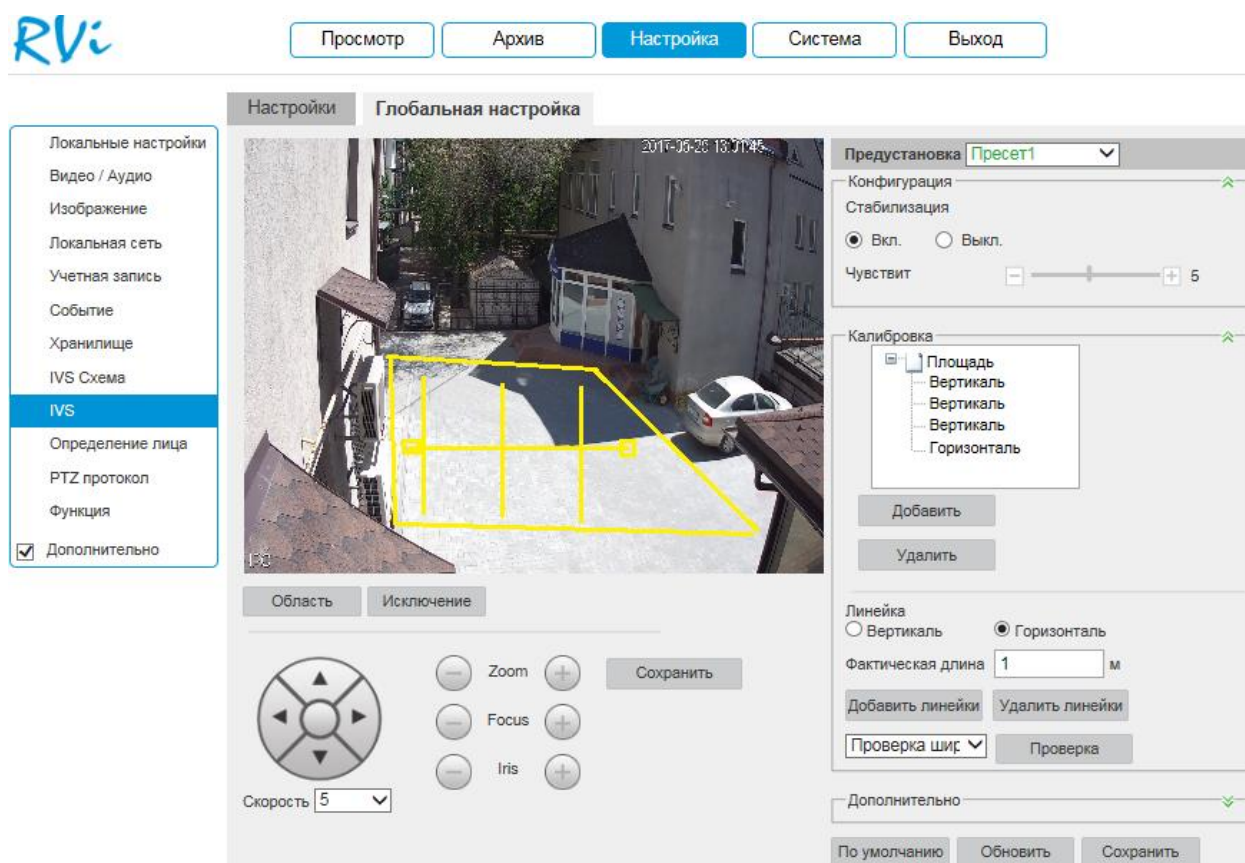 RVi
Просмотр
Архив
Настройка
Система
Выход
Настройки
Глобальная настройка
Локальные настройки
Видео / Аудио
Изображение
Локальная сеть
Учетная запись
Событие
Хранилище
IVS Схема
IVS
Определение лица
PTZ протокол
Функция
Дополнительно
IPC
Область
Исключение
Zoom
Focus
Iris
Сохранить
Скорость 5
Предустановка Пресет1
Конфигурация
Стабилизация
Вкл. Выкл.
Чувствит 5
Калибровка
Площадь
Вертикаль
Вертикаль
Вертикаль
Горизонталь
Добавить
Удалить
Линейка
Вертикаль Горизонталь
Фактическая длина 1 м
Добавить линейки Удалить линейки
Проверка шир Проверка
Дополнительно
По умолчанию Обновить Сохранить